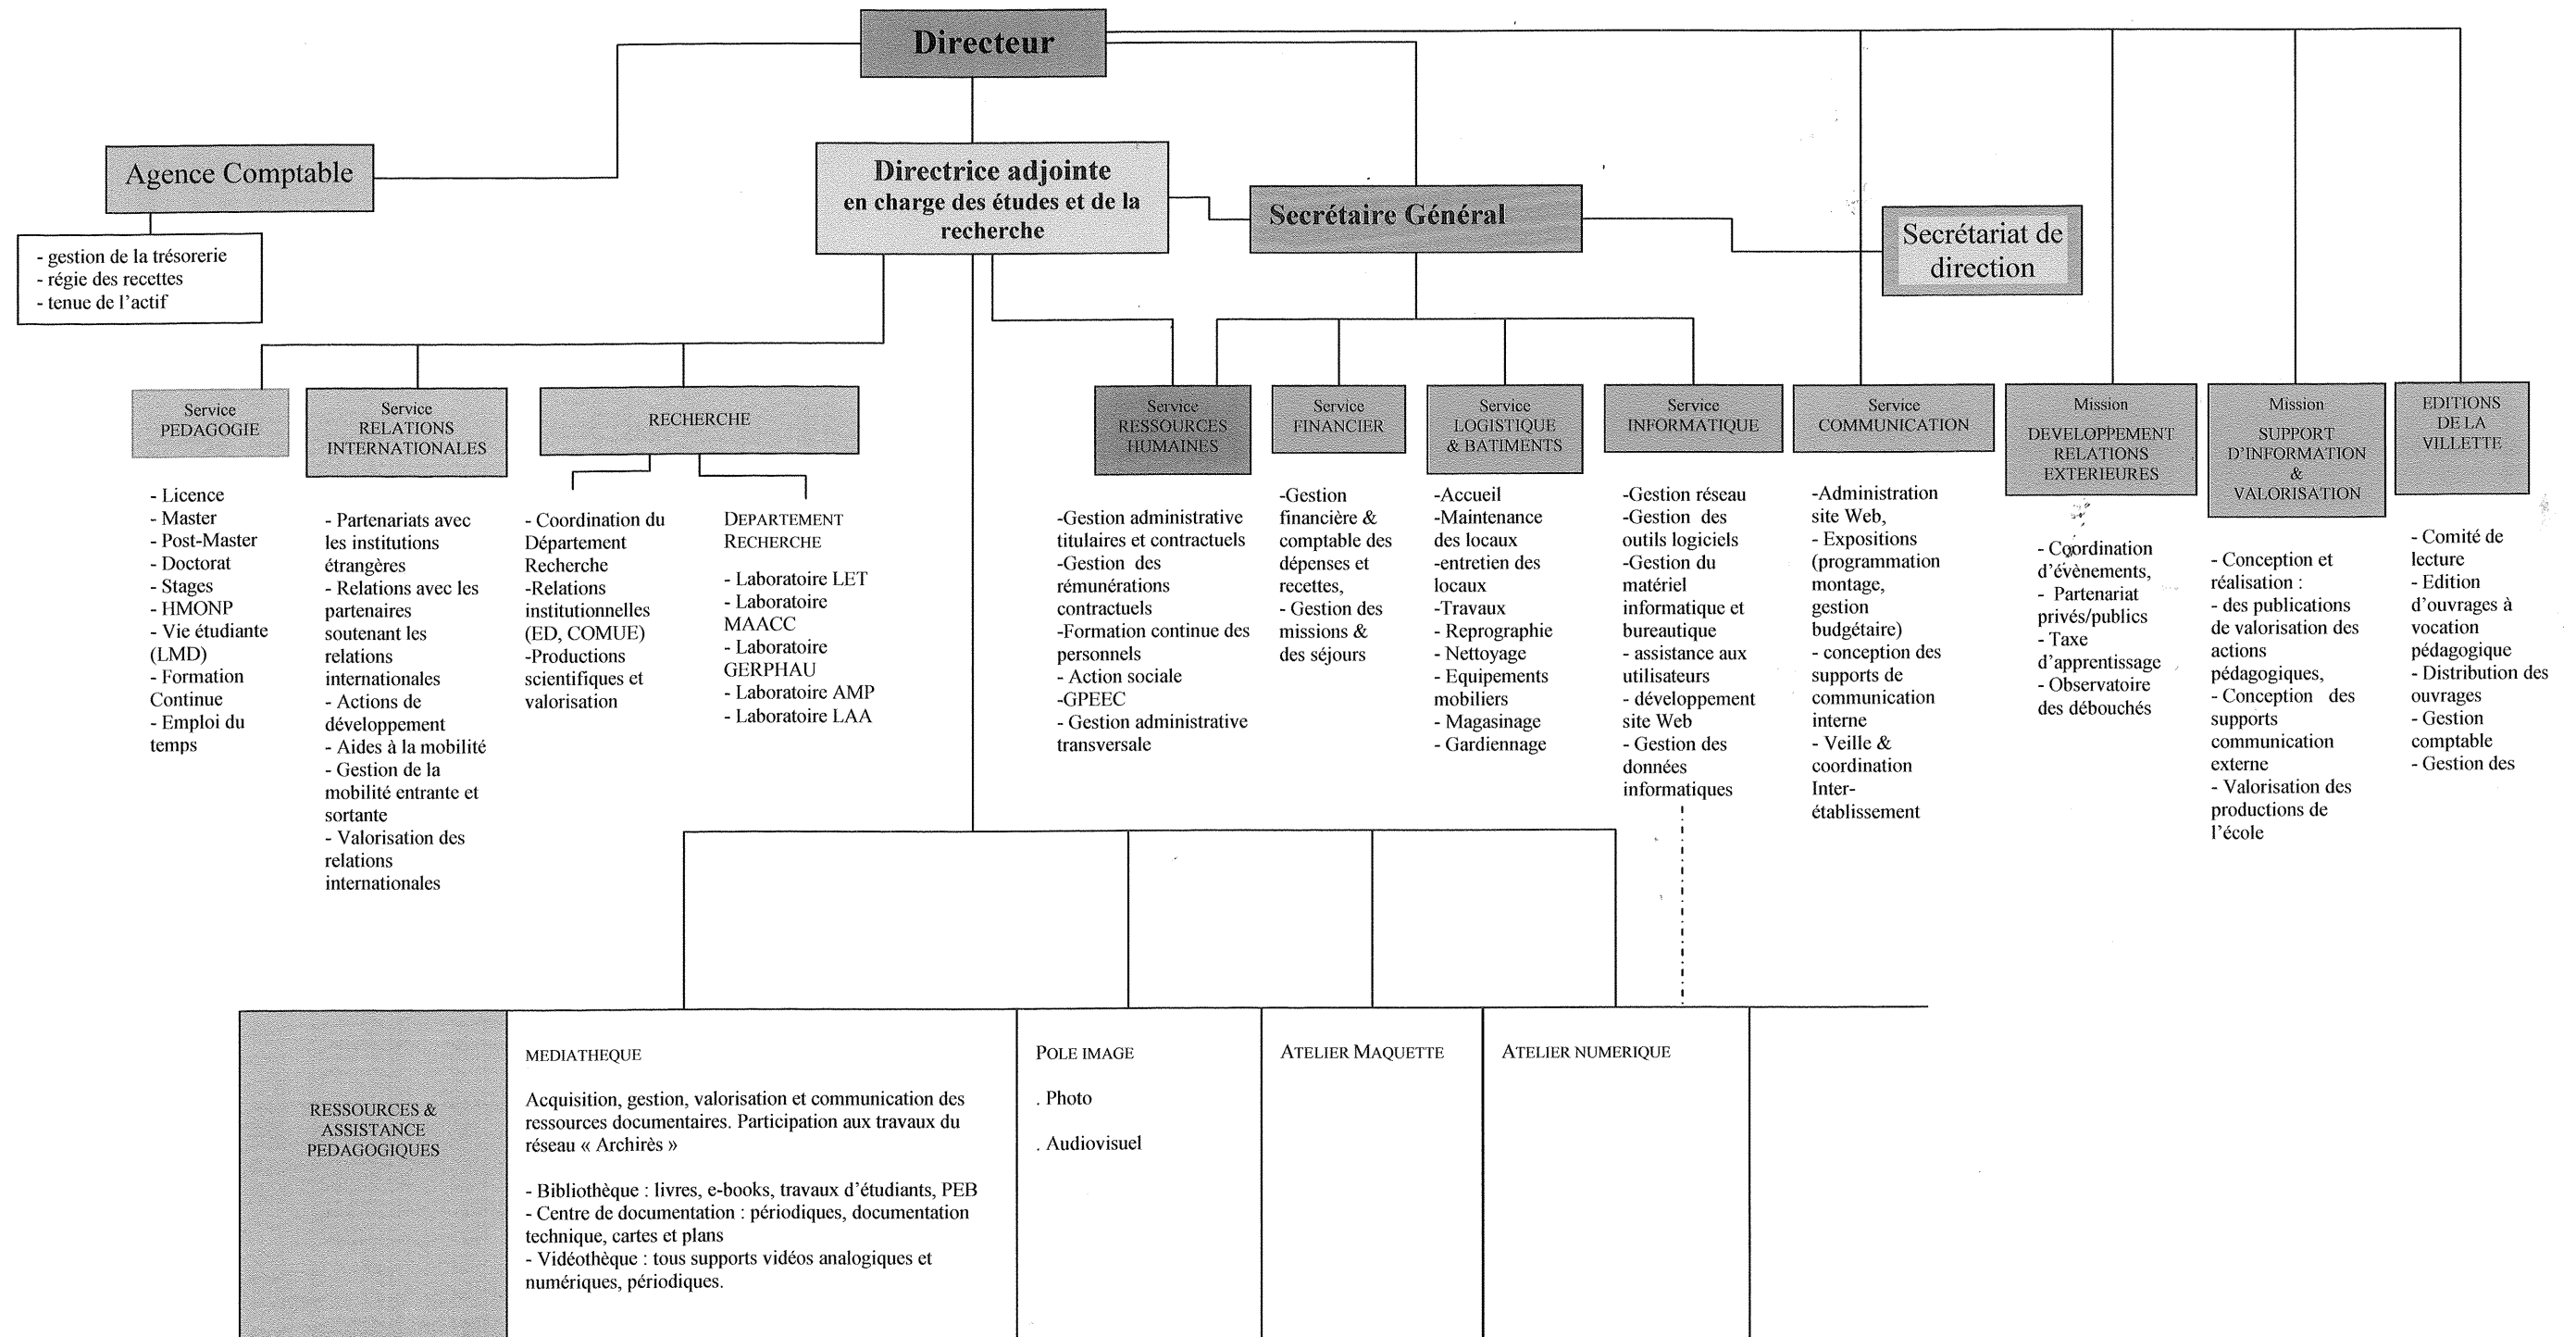 Directeur
Agence Comptable
- gestion de la trésorerie
- régie des recettes
- tenue de l'actif
Directrice adjointe
en charge des études et de la
recherche
Secrétaire Général
Secrétariat de
direction
Service
PEDAGOGIE
- Licence
- Master
- Post-Master
- Doctorat
- Stages
- HMONP
- Vie étudiante
(LMD)
- Formation
Continue
- Emploi du
temps
Service
RELATIONS
INTERNATIONALES
- Partenariats avec
les institutions
étrangères
- Relations avec les
partenaires
soutenant les
relations
internationales
- Actions de
développement
- Aides à la mobilité
- Gestion de la
mobilité entrante et
sortante
- Valorisation des
relations
internationales
RECHERCHE
- Coordination du
Département
Recherche
-Relations
institutionnelles
(ED, COMUE)
-Productions
scientifiques et
valorisation
DEPARTEMENT
RECHERCHE
- Laboratoire LET
- Laboratoire
MAACC
- Laboratoire
GERPHAU
- Laboratoire AMP
- Laboratoire LAA
Service
RESSOURCES
HUMAINES
-Gestion administrative
titulaires et contractuels
-Gestion des
rémunérations
contractuels
-Formation continue des
personnels
- Action sociale
-GPEEC
- Gestion administrative
transversale
Service
FINANCIER
-Gestion
financière &
comptable des
dépenses et
recettes,
- Gestion des
missions &
des séjours
Service
LOGISTIQUE
& BATIMENTS
-Accueil
-Maintenance
des locaux
-entretien des
locaux
-Travaux
- Reprographie
- Nettoyage
- Equipements
mobiliers
- Magasinage
- Gardiennage
Service
INFORMATIQUE
-Gestion réseau
-Gestion des
outils logiciels
-Gestion du
matériel
informatique et
bureautique
- assistance aux
utilisateurs
- développement
site Web
- Gestion des
données
informatiques
Service
COMMUNICATION
-Administration
site Web,
- Expositions
(programmation
montage,
gestion
budgétaire)
- conception des
supports de
communication
interne
- Veille &
coordination
Inter-
établissement
Mission
DEVELOPPEMENT
RELATIONS
EXTERIEURES
- Coordination
d'évènements,
- Partenariat
privés/publics
- Taxe
d'apprentissage
- Observatoire
des débouchés
Mission
SUPPORT
D'INFORMATION
&
VALORISATION
- Conception et
réalisation :
- des publications
de valorisation des
actions
pédagogiques,
- Conception des
supports
communication
externe
- Valorisation des
productions de
l'école
EDITIONS
DE LA
VILLETTE
- Comité de
lecture
- Edition
d'ouvrages à
vocation
pédagogique
- Distribution des
ouvrages
- Gestion
comptable
- Gestion des
RESSOURCES &
ASSISTANCE
PEDAGOGIQUES
MEDIATHEQUE
Acquisition, gestion, valorisation et communication des
ressources documentaires. Participation aux travaux du
réseau « Archirès »
- Bibliothèque : livres, e-books, travaux d'étudiants, PEB
- Centre de documentation : périodiques, documentation
technique, cartes et plans
- Vidéothèque : tous supports vidéos analogiques et
numériques, périodiques.
POLE IMAGE
. Photo
. Audiovisuel
ATELIER MAQUETTE
ATELIER NUMERIQUE